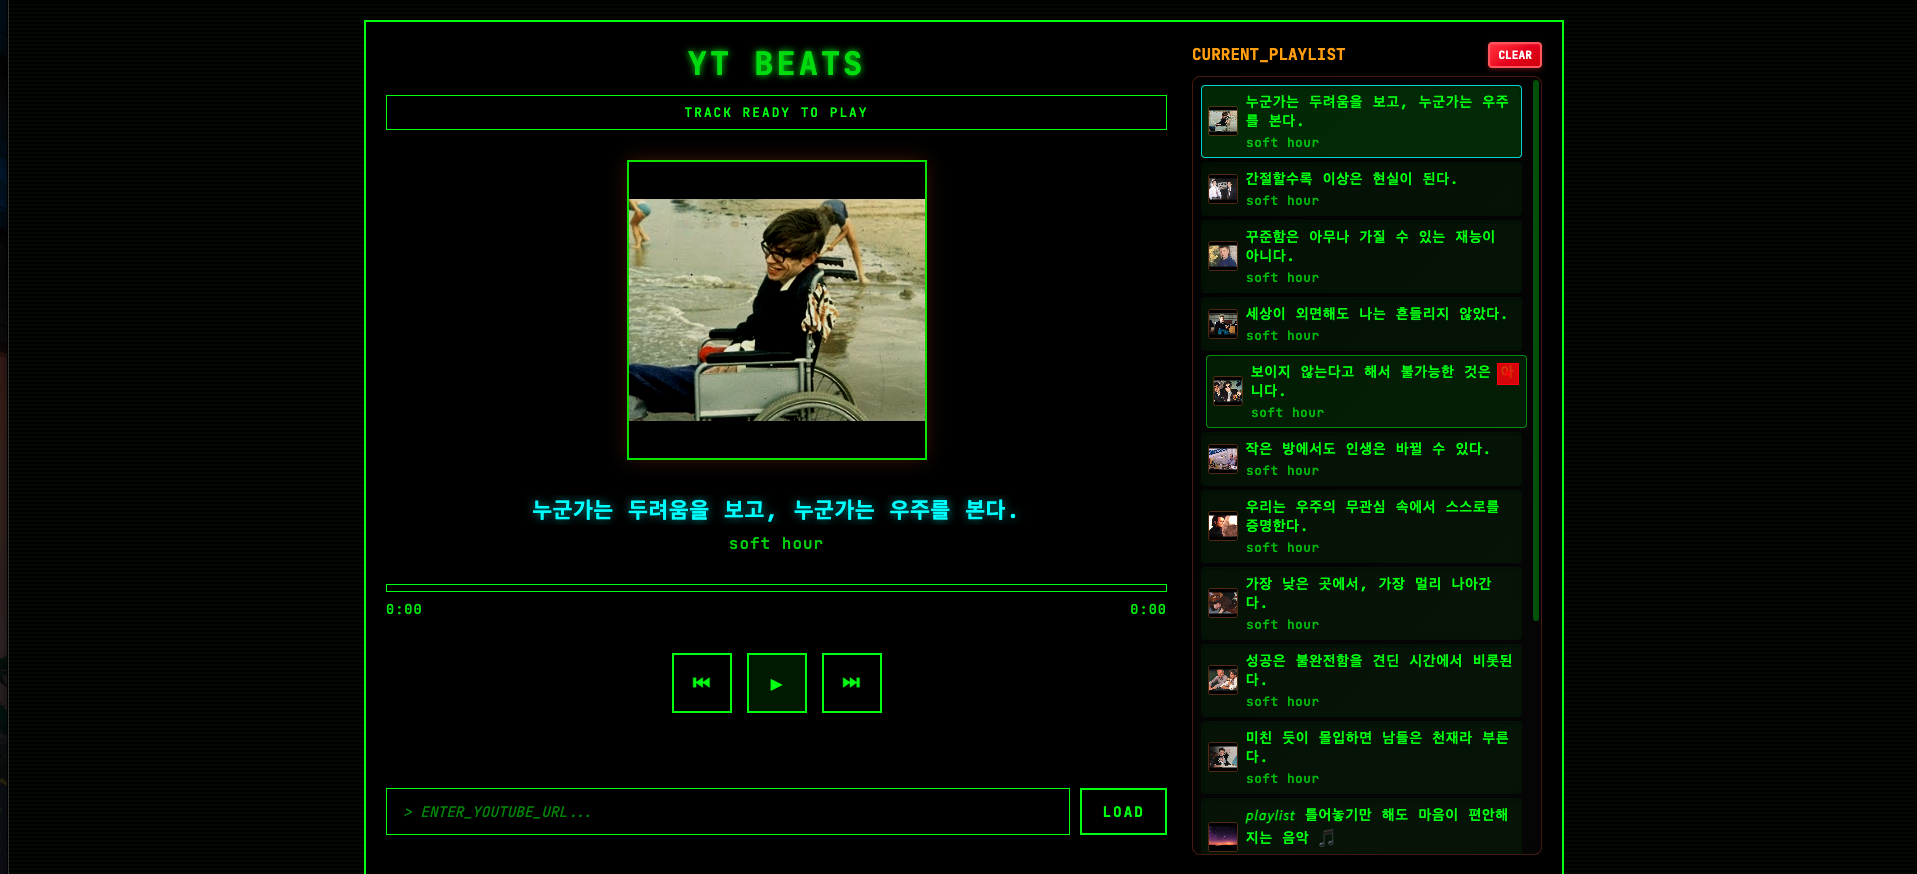 YT BEATS
TRACK READY TO PLAY
누군가는 두려움을 보고, 누군가는 우주를 본다.
soft hour
0:00
0:00
> ENTER_YOUTUBE_URL...
LOAD
CURRENT_PLAYLIST
CLEAR
누군가는 두려움을 보고, 누군가는 우주
를 본다.
soft hour
간절할수록 이상은 현실이 된다.
soft hour
꾸준함은 아무나 가질 수 있는 재능이
아니다.
soft hour
세상이 외면해도 나는 흔들리지 않았다.
soft hour
보이지 않는다고 해서 불가능한 것은 아
니다.
soft hour
작은 방에서도 인생은 바뀔 수 있다.
soft hour
우리는 우주의 무관심 속에서 스스로를
증명한다.
soft hour
가장 낮은 곳에서, 가장 멀리 나아간
다.
soft hour
성공은 불완전함을 견딘 시간에서 비롯된
다.
soft hour
미친 듯이 몰입하면 남들은 천재라 부른
다.
soft hour
playlist 틀어놓기만 해도 마음이 편안해
지는 음악 🎵